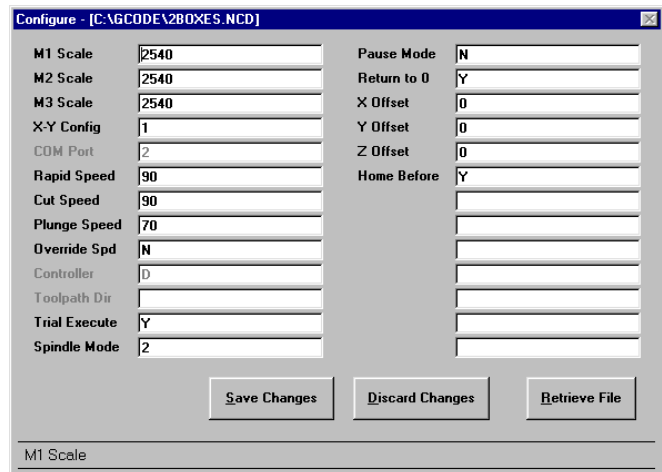 Configure - [C:\GCODE\2BOXES.NCD]
M1 Scale 2540
M2 Scale 2540
M3 Scale 2540
X-Y Config 1
COM Port 2
Rapid Speed 90
Cut Speed 90
Plunge Speed 70
Override Spd N
Controller D
Toolpath Dir
Trial Execute Y
Spindle Mode 2
Pause Mode N
Return to 0 Y
X Offset 0
Y Offset 0
Z Offset 0
Home Before Y
Save Changes Discard Changes Retrieve File
M1 Scale